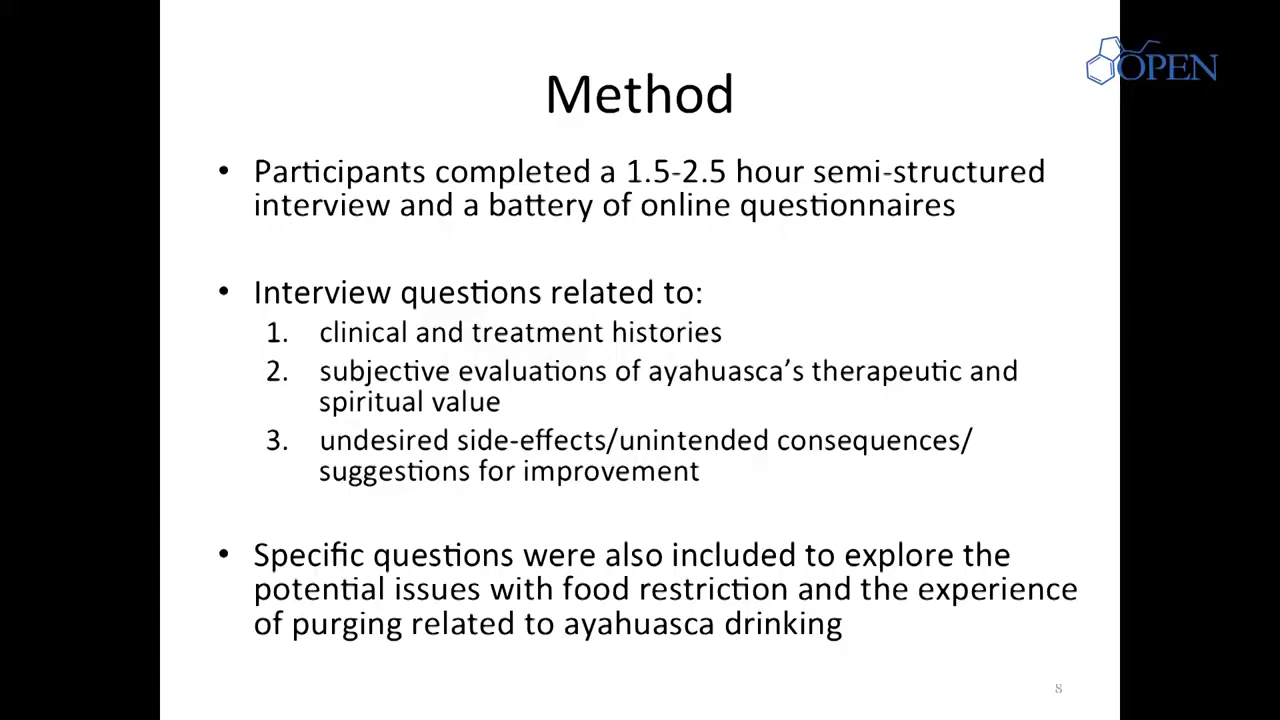 OPEN
Method
• Participants completed a 1.5-2.5 hour semi-structured
interview and a battery of online questionnaires
• Interview questions related to:
1. clinical and treatment histories
2. subjective evaluations of ayahuasca’s therapeutic and
spiritual value
3. undesired side-effects/unintended consequences/
suggestions for improvement
• Specific questions were also included to explore the
potential issues with food restriction and the experience
of purging related to ayahuasca drinking
8